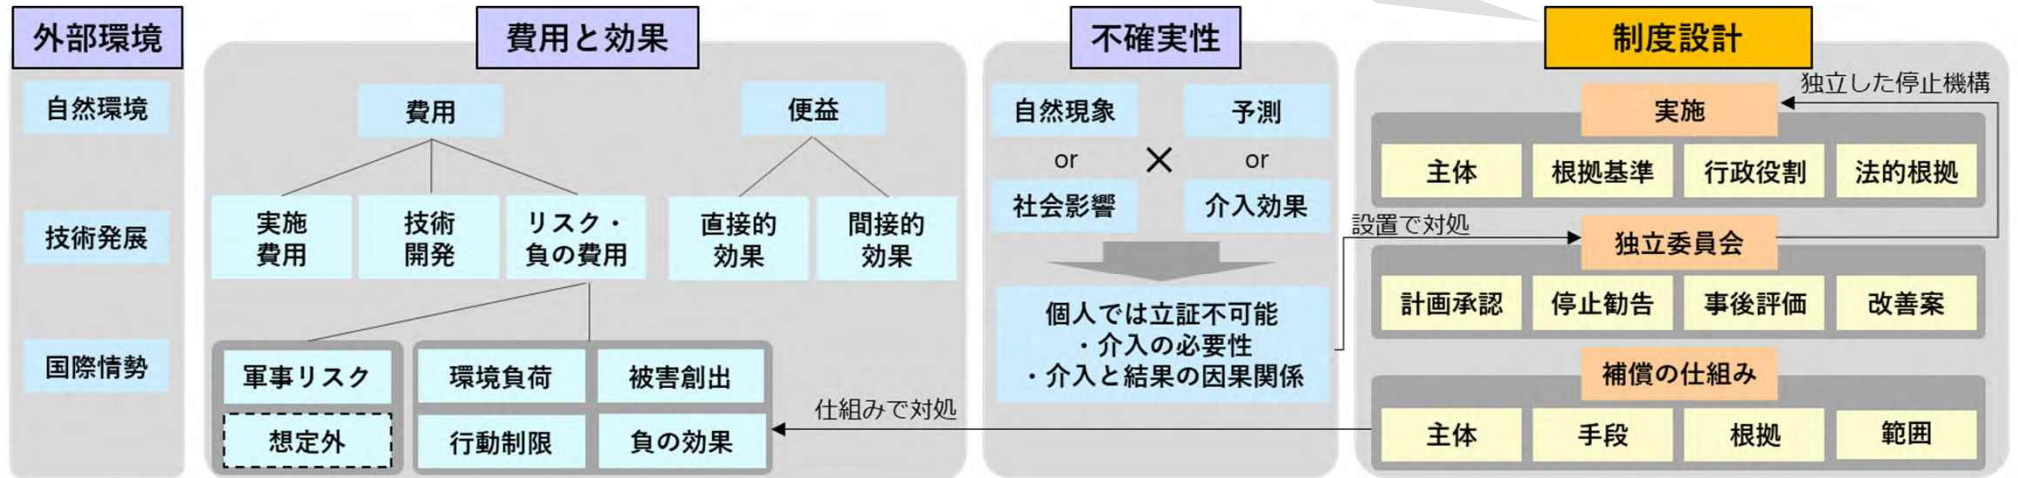 外部環境
自然環境
技術発展
国際情勢
費用と効果
費用
便益
実施
費用
技術
開発
リスク・
負の費用
直接的
効果
間接的
効果
軍事リスク
想定外
環境負荷
被害創出
行動制限
負の効果
仕組みで対処
不確実性
自然現象
or
社会影響
×
予測
or
介入効果
個人では立証不可能
・介入の必要性
・介入と結果の因果関係
設置で対処
制度設計
独立した停止機構
実施
主体
根拠基準
行政役割
法的根拠
独立委員会
計画承認
停止勧告
事後評価
改善案
補償の仕組み
主体
手段
根拠
範囲